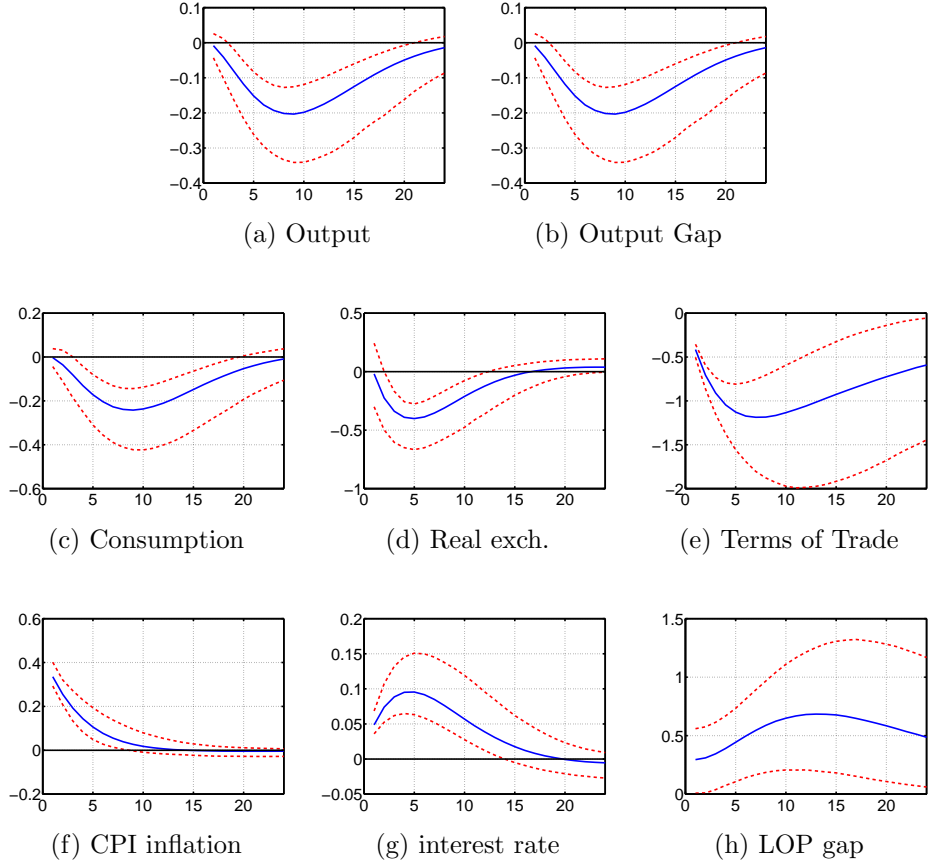 0.1
0
−0.1
−0.2
−0.3
−0.4
0 5 10 15 20
(a) Output
0.1
0
−0.1
−0.2
−0.3
−0.4
0 5 10 15 20
(b) Output Gap
0.2
0
−0.2
−0.4
−0.6
0 5 10 15 20
(c) Consumption
0.5
0
−0.5
−1
0 5 10 15 20
(d) Real exch.
0
−0.5
−1
−1.5
−2
0 5 10 15 20
(e) Terms of Trade
0.6
0.4
0.2
0
−0.2
0 5 10 15 20
(f) CPI inflation
0.2
0.15
0.1
0.05
0
−0.05
0 5 10 15 20
(g) interest rate
1.5
1
0.5
0
0 5 10 15 20
(h) LOP gap